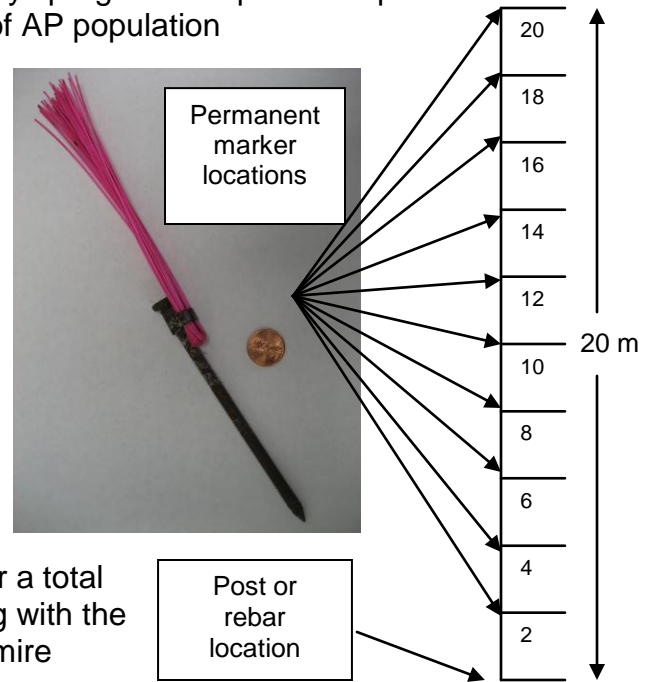 of AP population
Permanent
marker
locations
20
18
16
14
12
10
8
6
4
2
20 m
r a total
g with the
mire
Post or
rebar
location